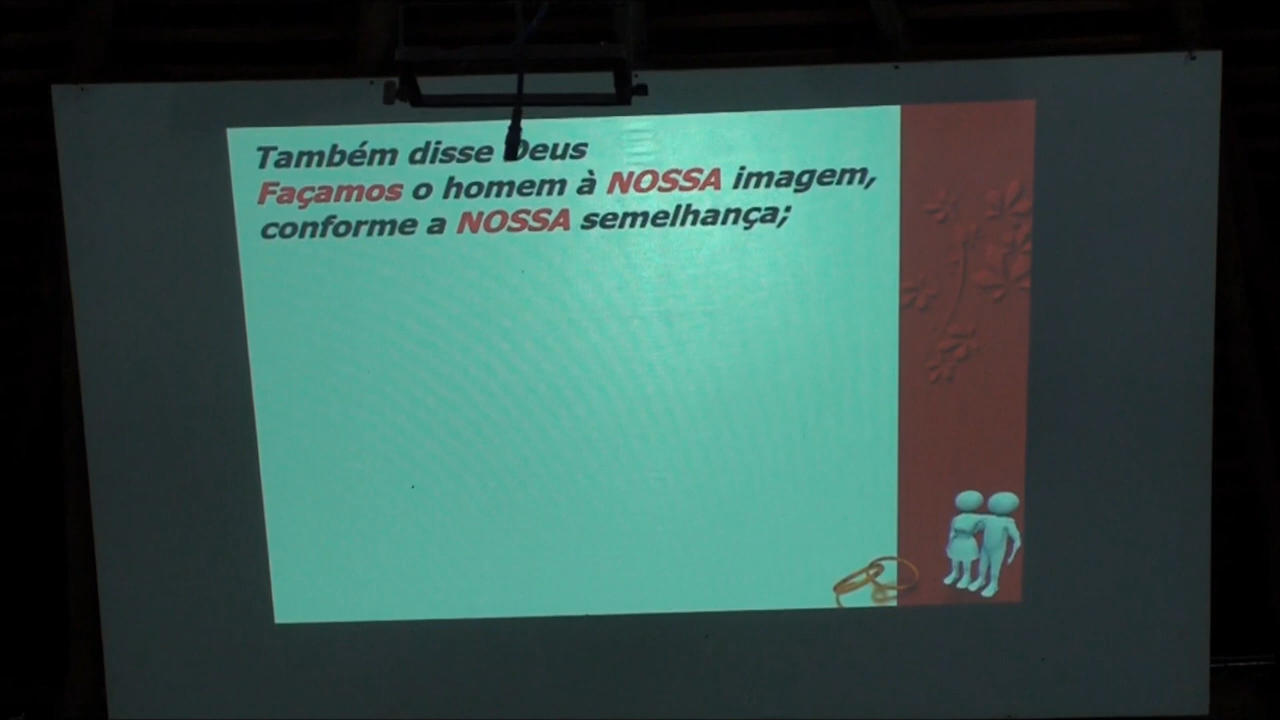 Também disse Deus
Façamos o homem à NOSSA imagem,
conforme a NOSSA semelhança;